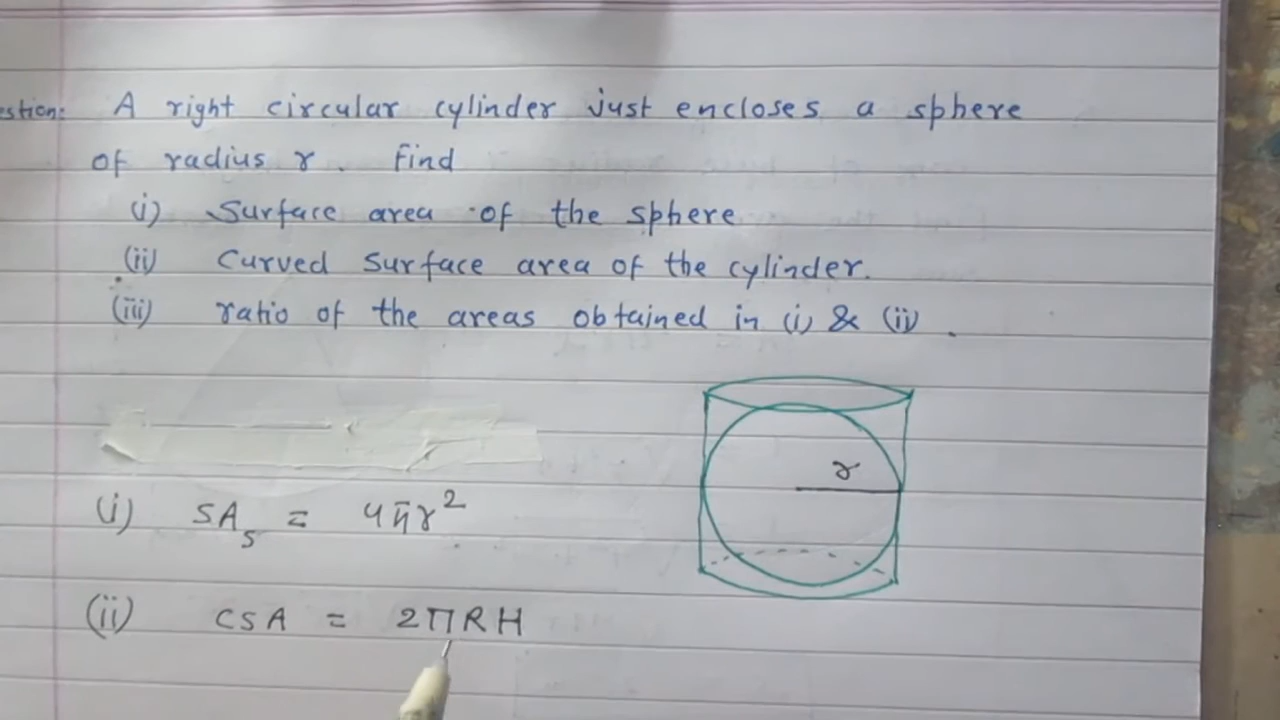 estion: A right circular cylinder just encloses a sphere
of radius r. Find
(i) Surface area of the sphere
(ii) Curved surface area of the cylinder.
(iii) ratio of the areas obtained in (i) & (ii).
r
(i) SA_s = 4πr²
(ii) CSA = 2πRH